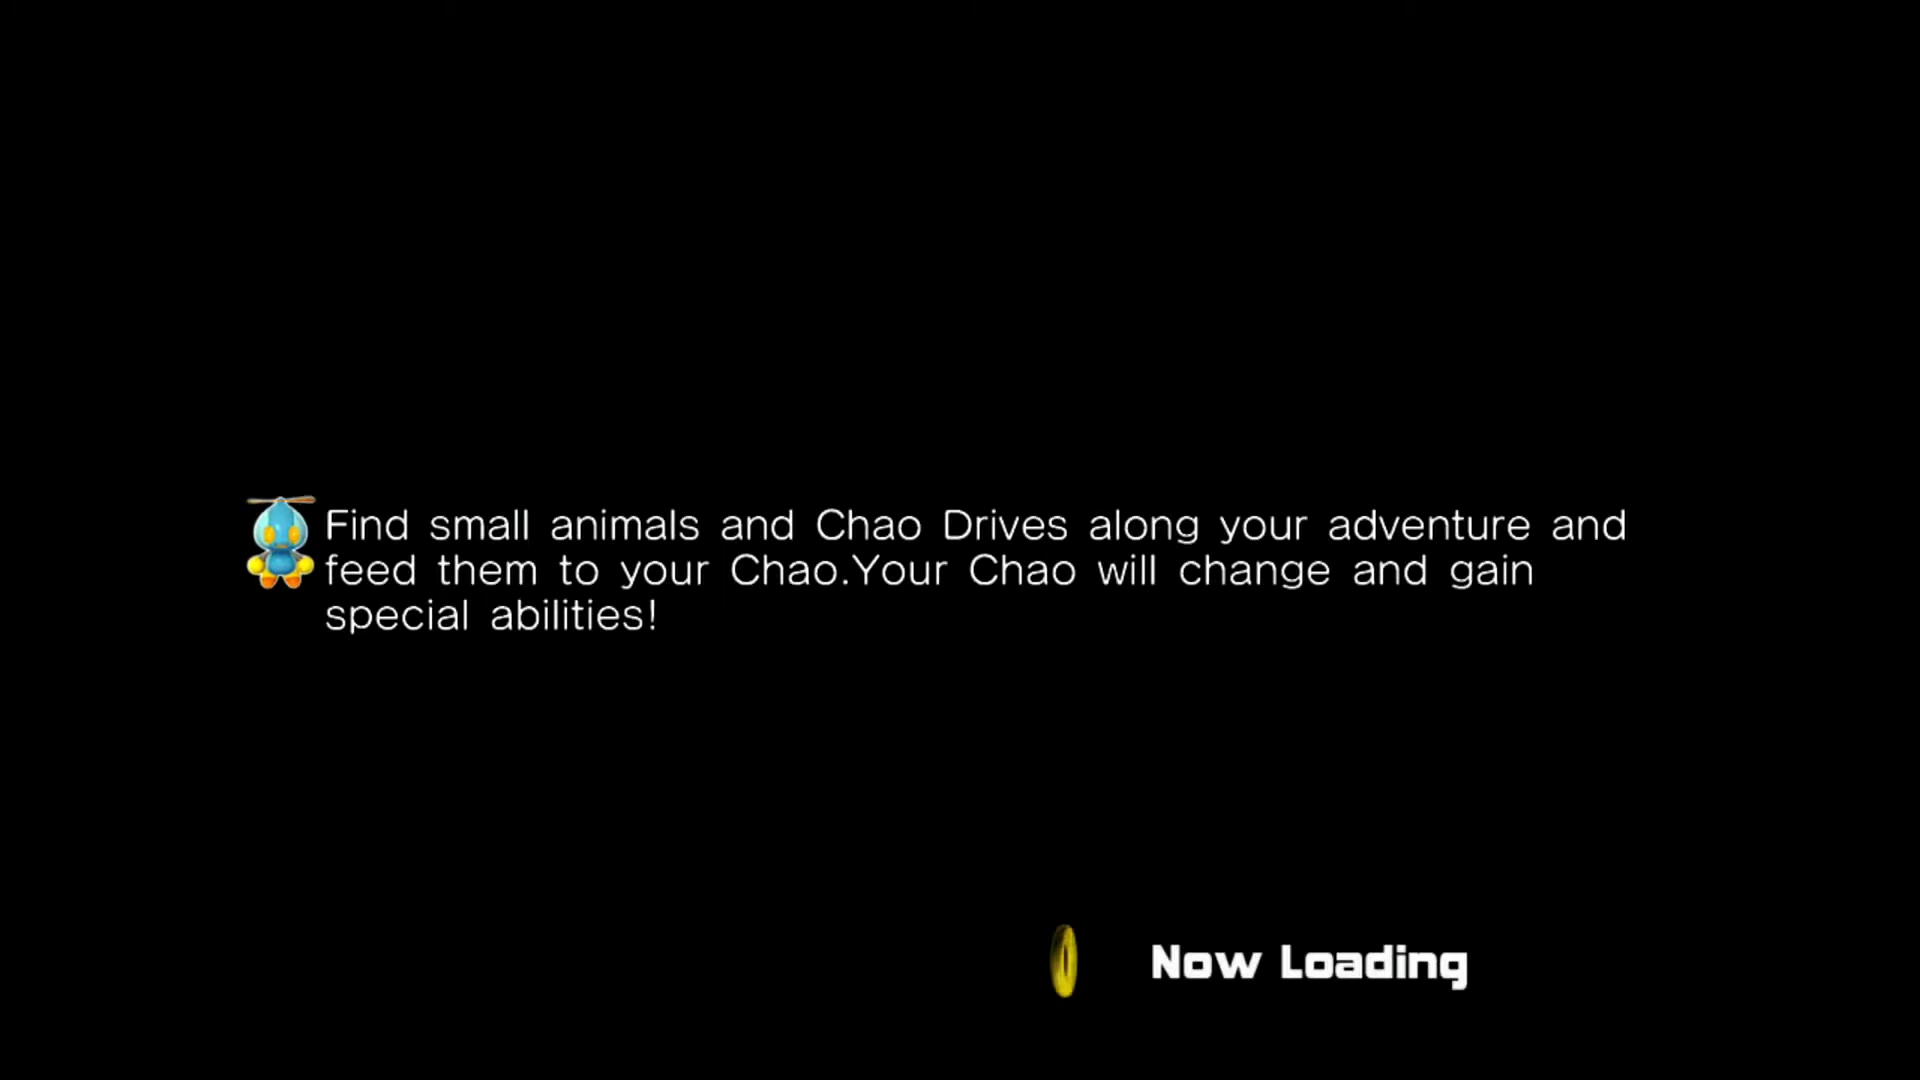 Find small animals and Chao Drives along your adventure and
feed them to your Chao.Your Chao will change and gain
special abilities!
Now Loading